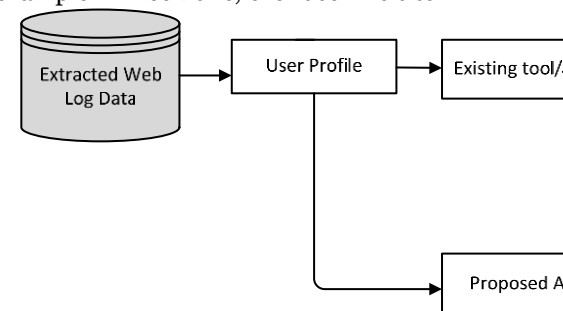 Extracted Web
Log Data
User Profile
Existing tool/
Proposed A